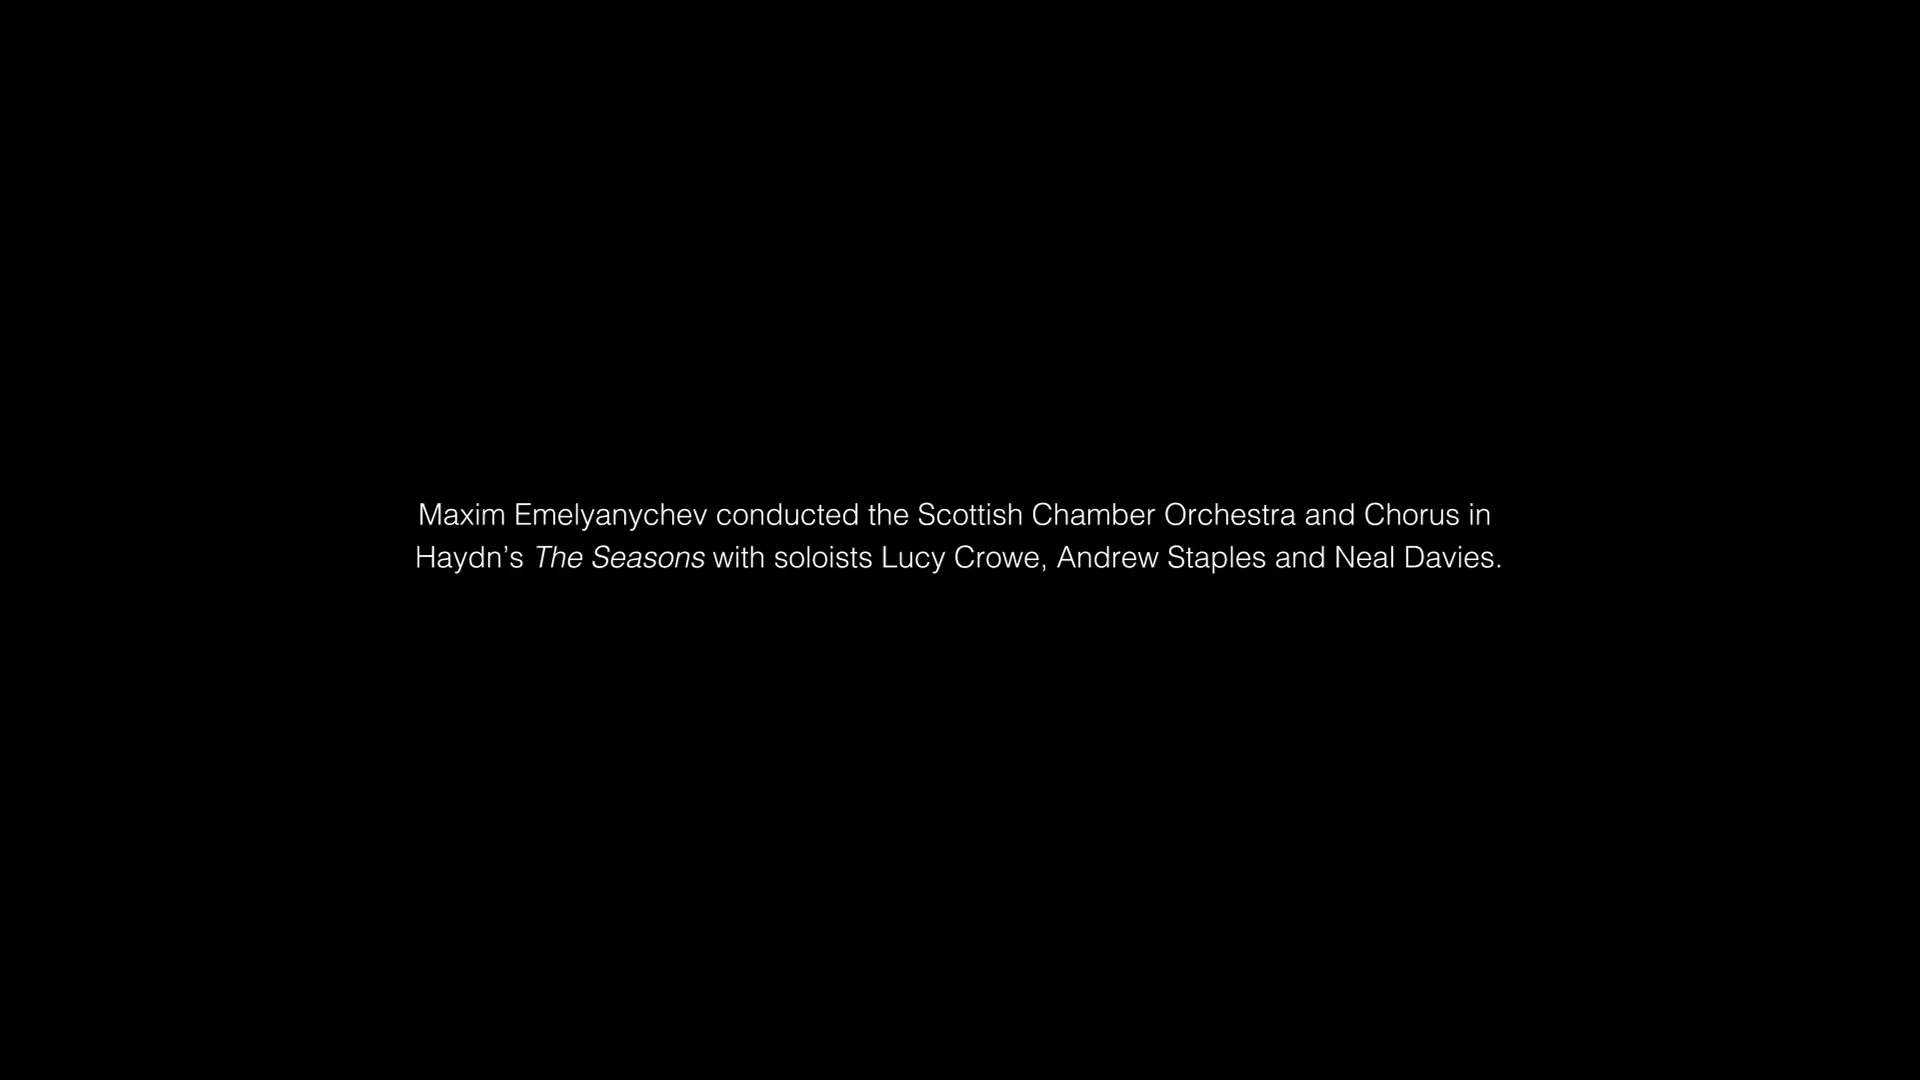 Maxim Emelyanychev conducted the Scottish Chamber Orchestra and Chorus in
Haydn’s The Seasons with soloists Lucy Crowe, Andrew Staples and Neal Davies.